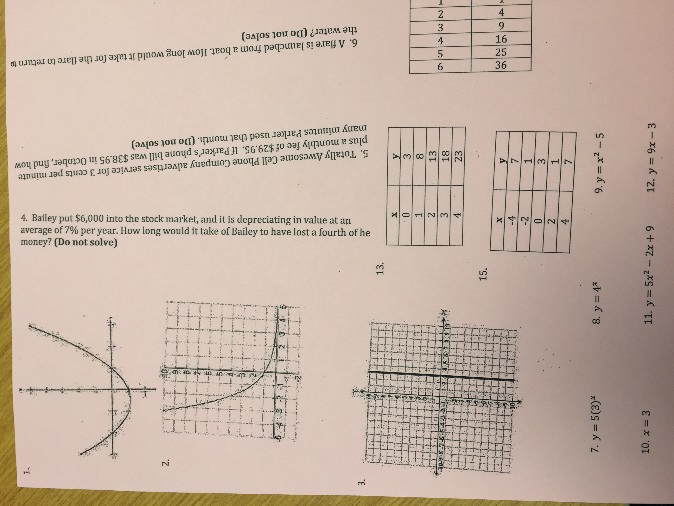 1.
2.
3.
4. Bailey put $6,000 into the stock market, and it is depreciating in value at an
average of 7% per year. How long would it take of Bailey to have lost a fourth of he
money? (Do not solve)
5. Totally Awesome Cell Phone Company advertises service for 3 cents per minute
plus a monthly fee of $29.95. If Parker's phone bill was $38.95 in October, find how
many minutes Parker used that month. (Do not solve)
6. A flare is launched from a boat. How long would it take for the flare to return to
the water? (Do not solve)
7. y = 5(3)ˣ
8. y = 4ˣ
9. y = x² − 5
10. x = 3
11. y = 5x² − 2x + 9
12. y = 9x − 3
13.
x y
0 3
1 8
2 13
3 18
4 23
2 4
3 9
4 16
5 25
6 36
15.
x y
-4 7
-2 1
0 3
2 1
4 7